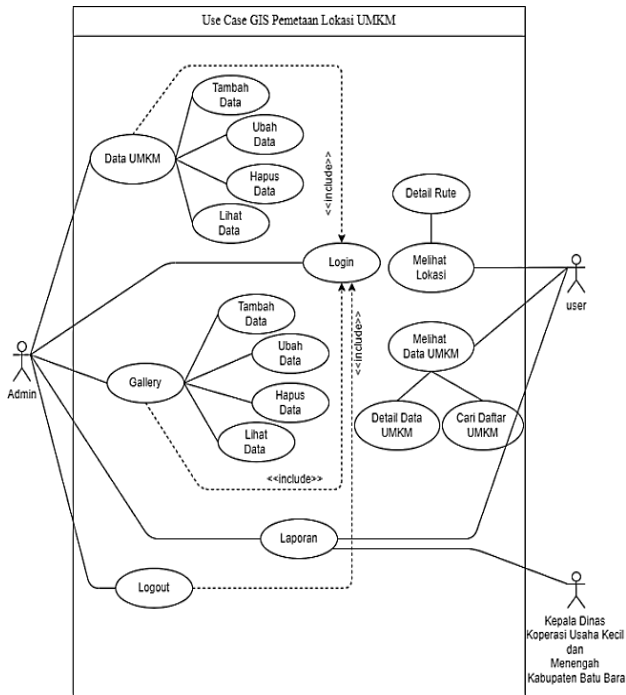 Use Case GIS Pemetaan Lokasi UMKM
Tambah
Data
Ubah
Data
Data UMKM
Hapus
Data
Lihat
Data
<<include>>
Detail Rute
Login
Melihat
Lokasi
user
Tambah
Data
Ubah
Data
<<include>>
Melihat
Data UMKM
Admin
Gallery
Hapus
Data
Lihat
Data
Detail Data
UMKM
Cari Daftar
UMKM
<<include>>
Laporan
Logout
Kepala Dinas
Koperasi Usaha Kecil
dan
Menengah
Kabupaten Batu Bara